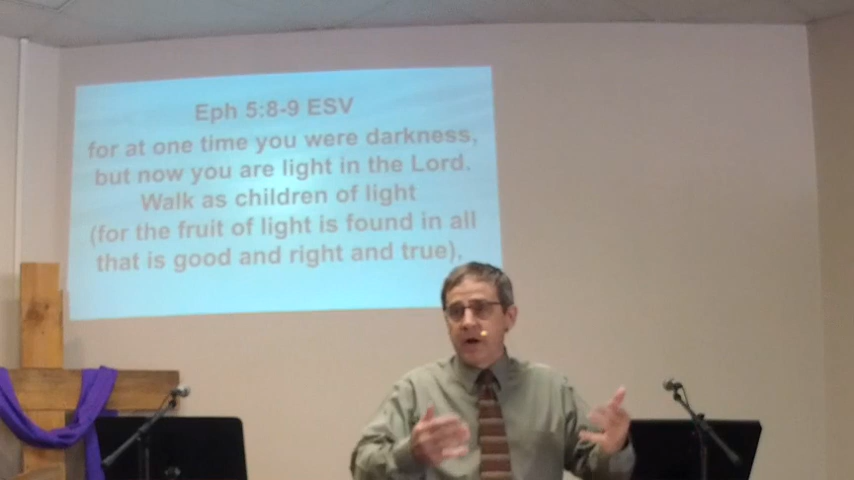 Eph 5:8-9 ESV
for at one time you were darkness,
but now you are light in the Lord.
Walk as children of light
(for the fruit of light is found in all
that is good and right and true),